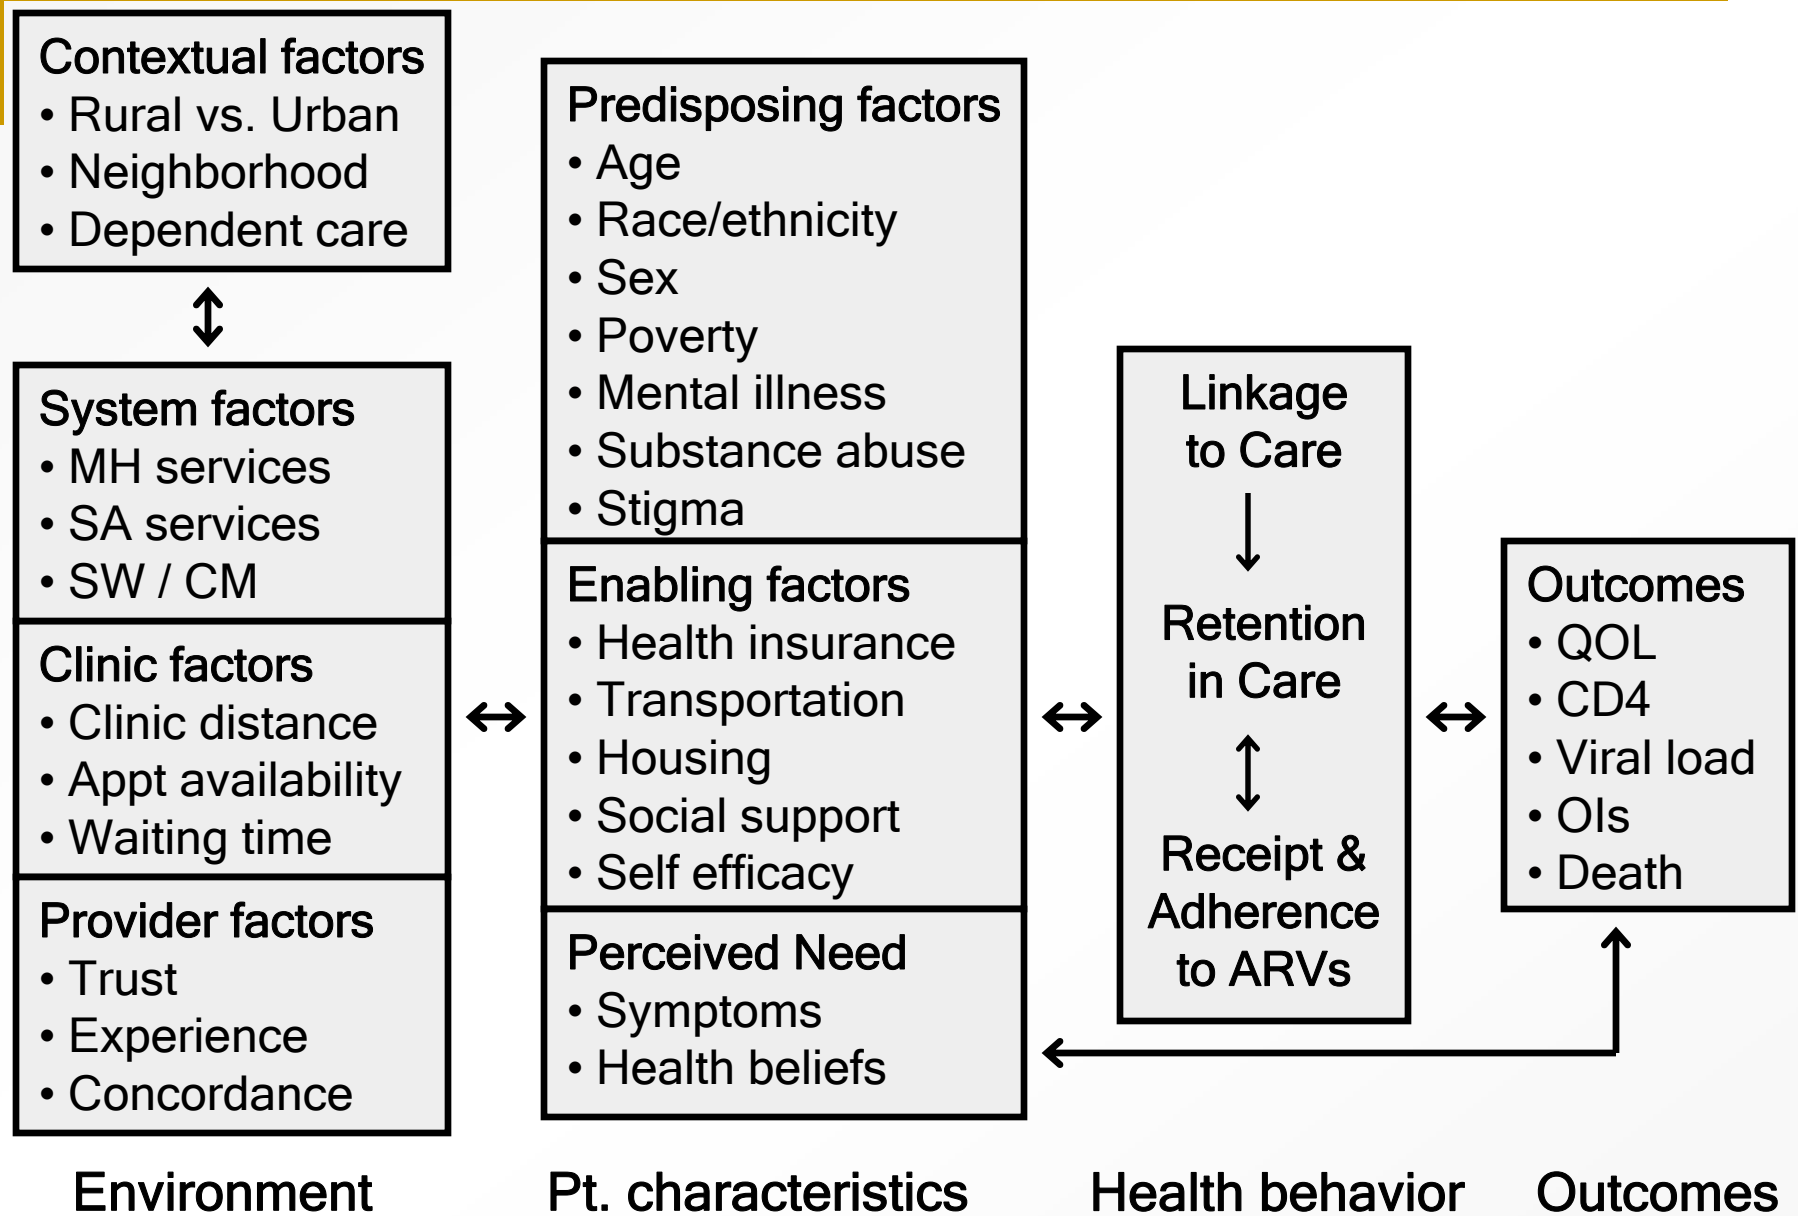 Contextual factors
• Rural vs. Urban
• Neighborhood
• Dependent care
System factors
• MH services
• SA services
• SW / CM
Clinic factors
• Clinic distance
• Appt availability
• Waiting time
Provider factors
• Trust
• Experience
• Concordance
Environment
Predisposing factors
• Age
• Race/ethnicity
• Sex
• Poverty
• Mental illness
• Substance abuse
• Stigma
Enabling factors
• Health insurance
• Transportation
• Housing
• Social support
• Self efficacy
Perceived Need
• Symptoms
• Health beliefs
Pt. characteristics
Linkage
to Care
Retention
in Care
Receipt &
Adherence
to ARVs
Health behavior
Outcomes
• QOL
• CD4
• Viral load
• OIs
• Death
Outcomes